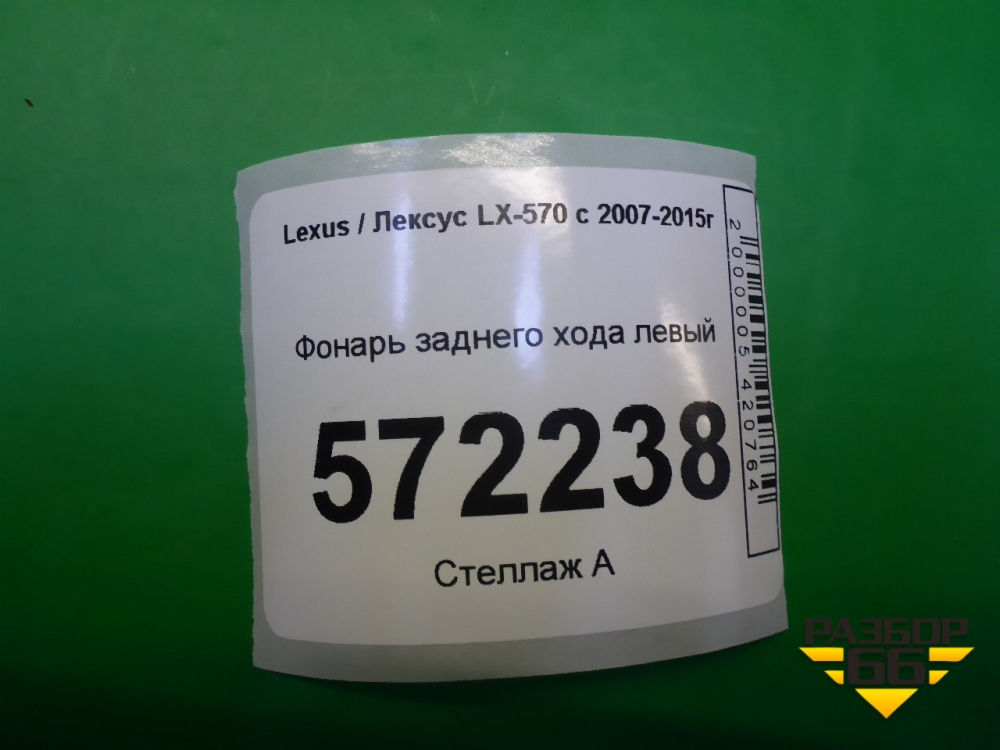 Lexus / Лексус LX-570 с 2007-2015г
Фонарь заднего хода левый
572238
Стеллаж А
2000005420764
РАЗБОР
66